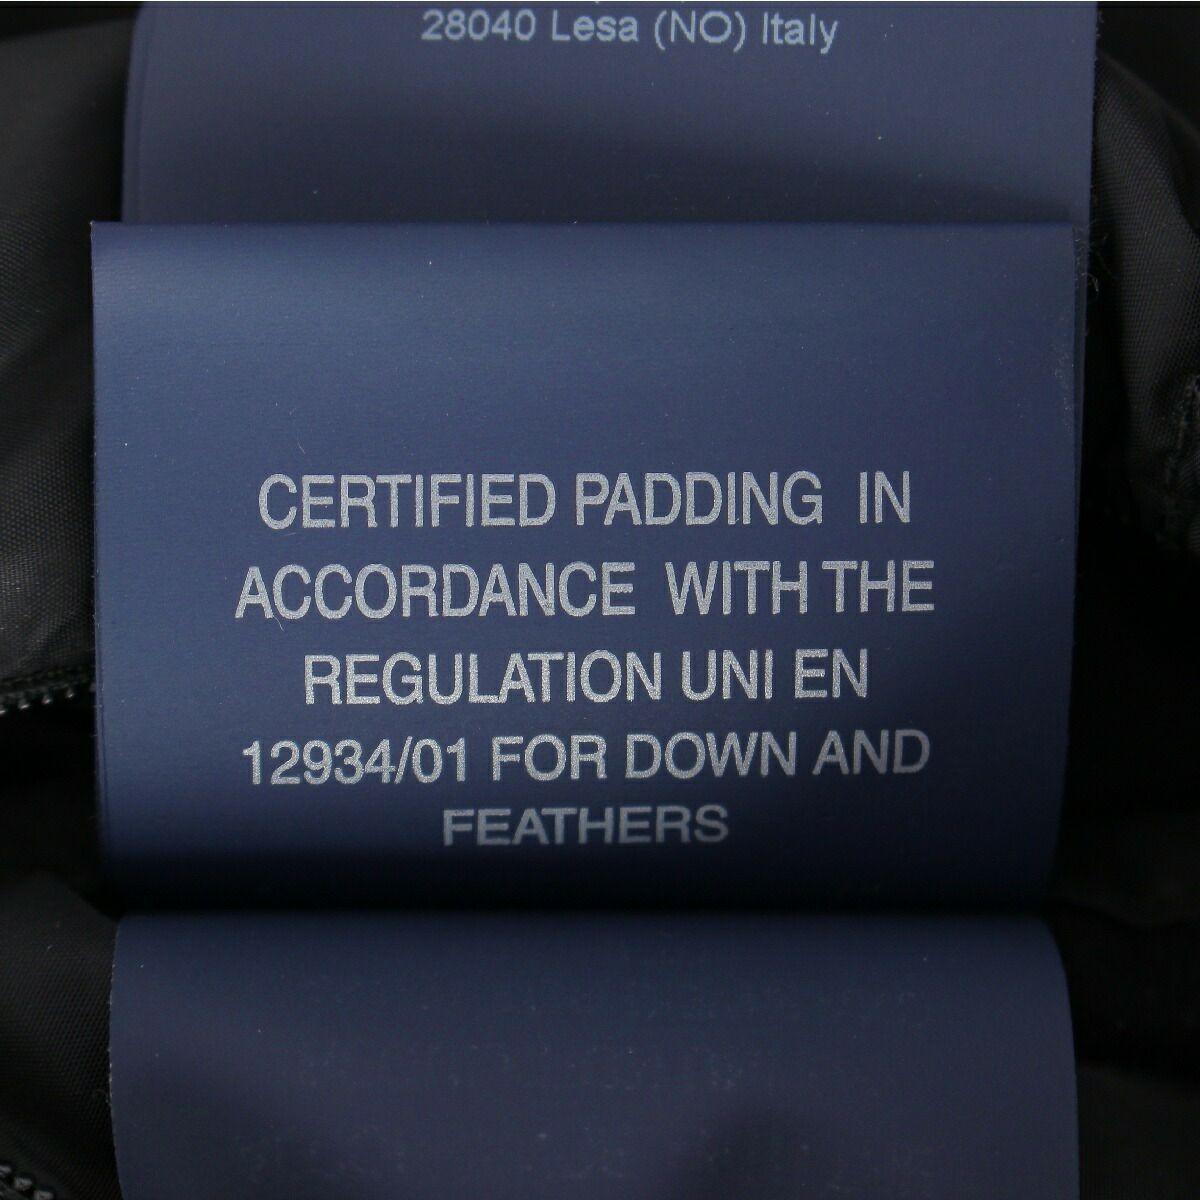 28040 Lesa (NO) Italy
CERTIFIED PADDING IN
ACCORDANCE WITH THE
REGULATION UNI EN
12934/01 FOR DOWN AND
FEATHERS